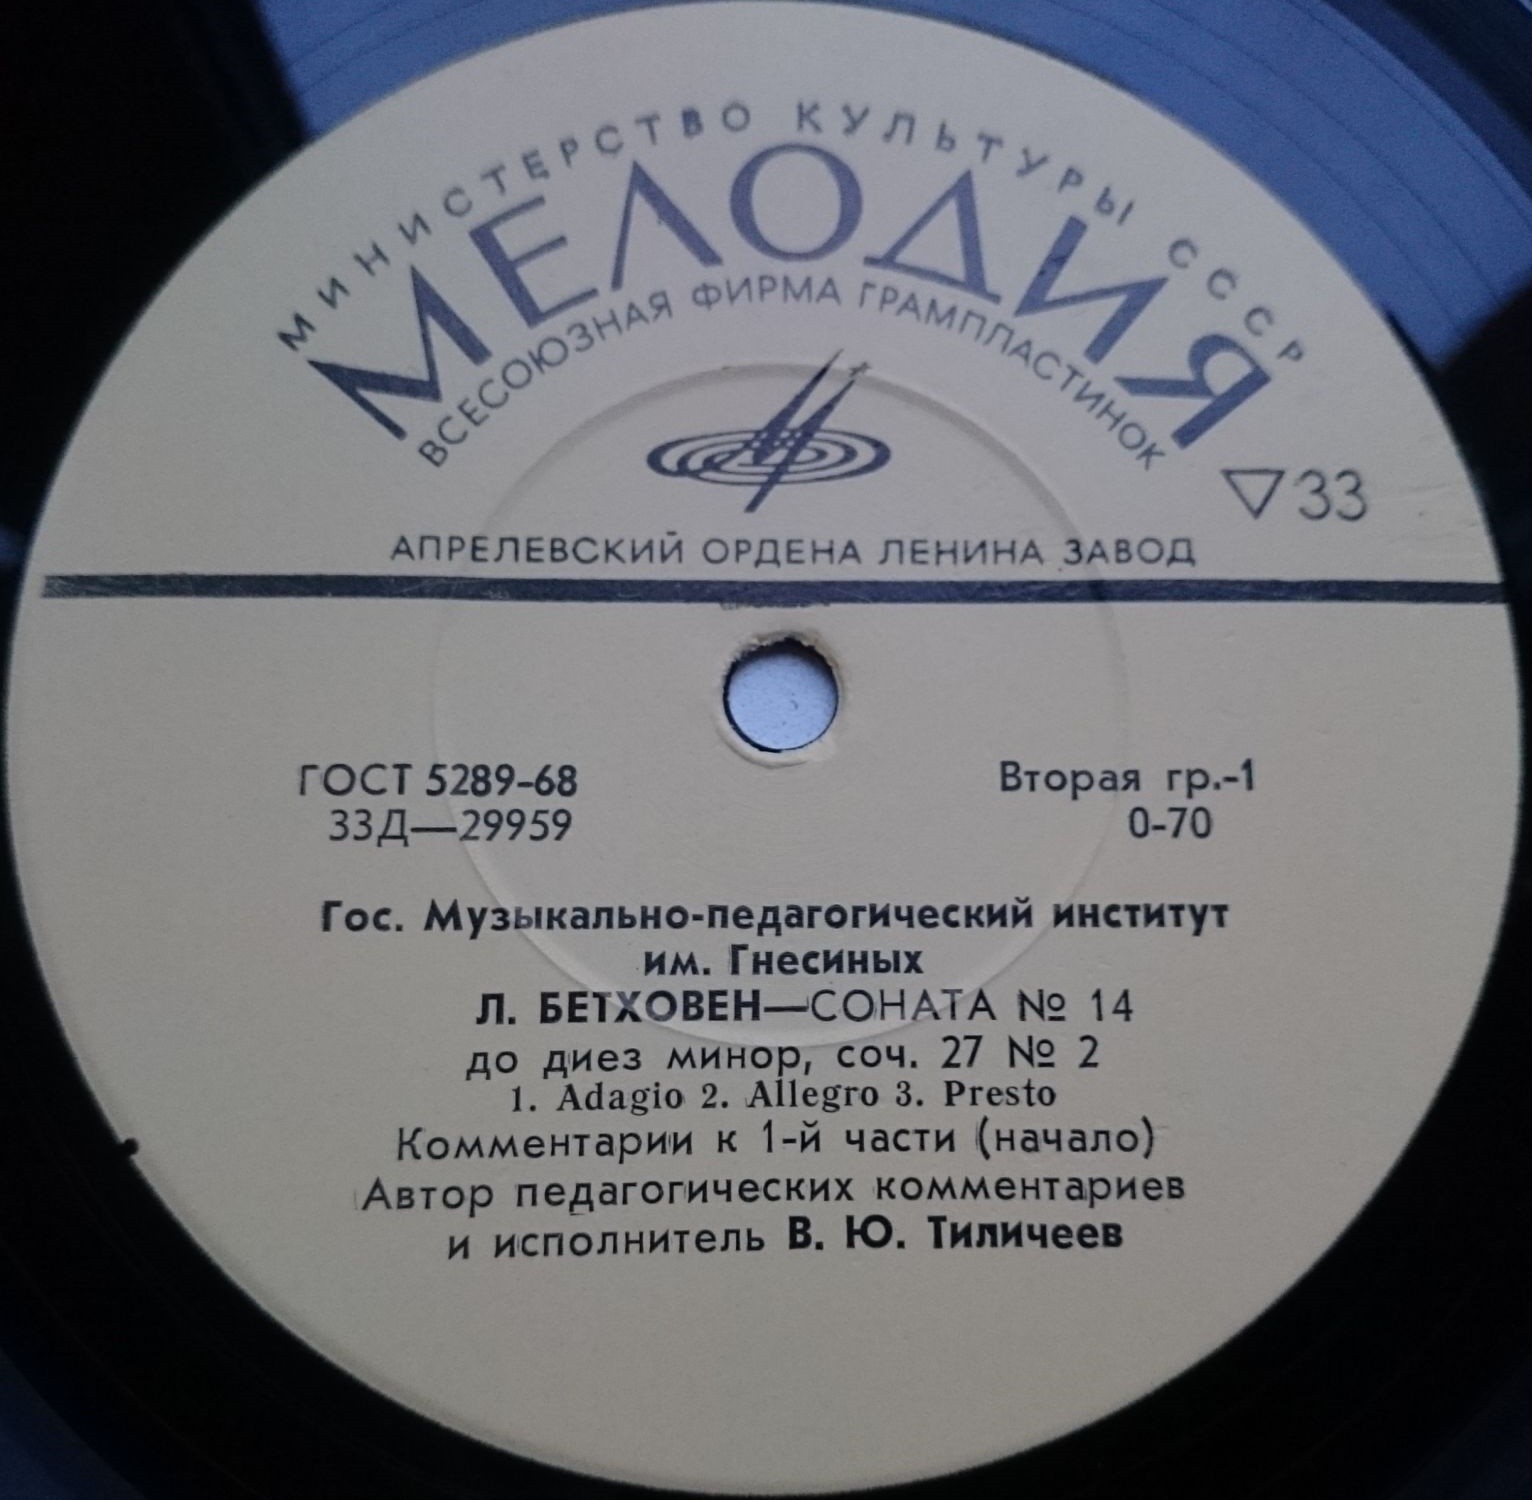 МИНИСТЕРСТВО КУЛЬТУРЫ СССР
МЕЛОДИЯ
ВСЕСОЮЗНАЯ ФИРМА ГРАМПЛАСТИНОК
▽33
АПРЕЛЕВСКИЙ ОРДЕНА ЛЕНИНА ЗАВОД
ГОСТ 5289-68 Вторая гр.-1
33Д—29959 0-70
Гос. Музыкально-педагогический институт
им. Гнесиных
Л. БЕТХОВЕН—СОНАТА № 14
до диез минор, соч. 27 № 2
1. Adagio 2. Allegro 3. Presto
Комментарии к 1-й части (начало)
Автор педагогических комментариев
и исполнитель В. Ю. Тиличеев